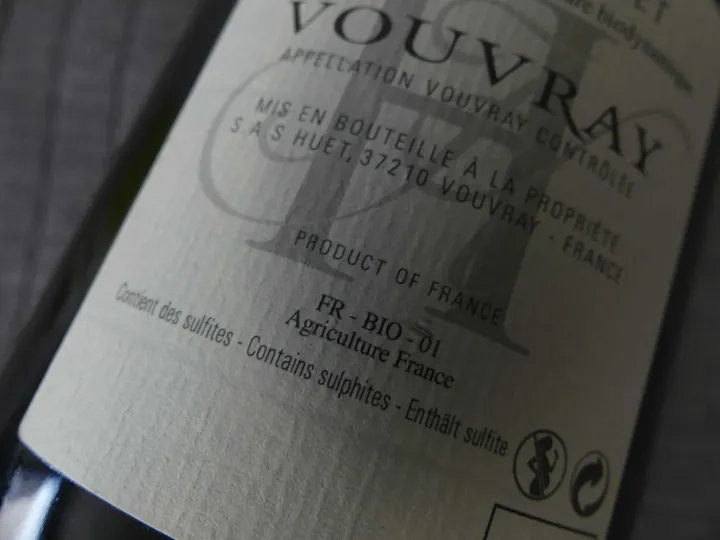 biodynamique
VOUVRAY
APPELLATION VOUVRAY CONTRÔLÉE
MIS EN BOUTEILLE À LA PROPRIÉTÉ
S.A.S HUET, 37210 VOUVRAY - FRANCE
PRODUCT OF FRANCE
FR - BIO - 01
Agriculture France
Contient des sulfites - Contains sulphites - Enthält sulfite